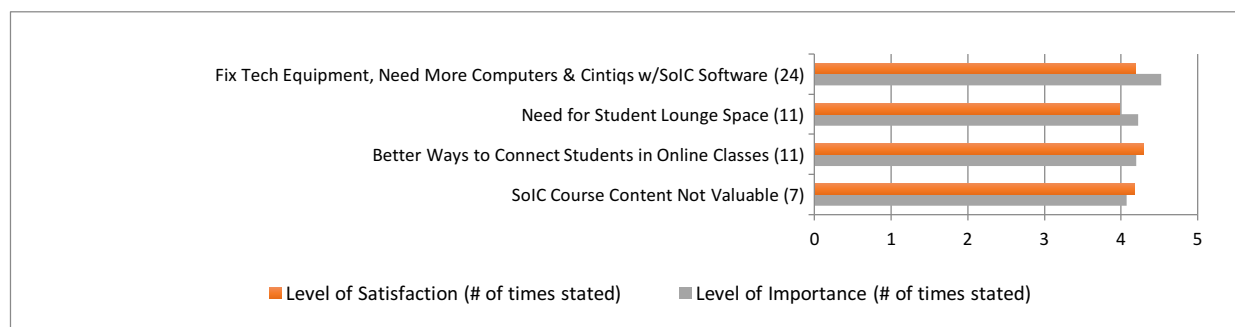 Fix Tech Equipment, Need More Computers & Cintiqs w/SoIC Software (24)
Need for Student Lounge Space (11)
Better Ways to Connect Students in Online Classes (11)
SoIC Course Content Not Valuable (7)
0 1 2 3 4 5
Level of Satisfaction (# of times stated) Level of Importance (# of times stated)